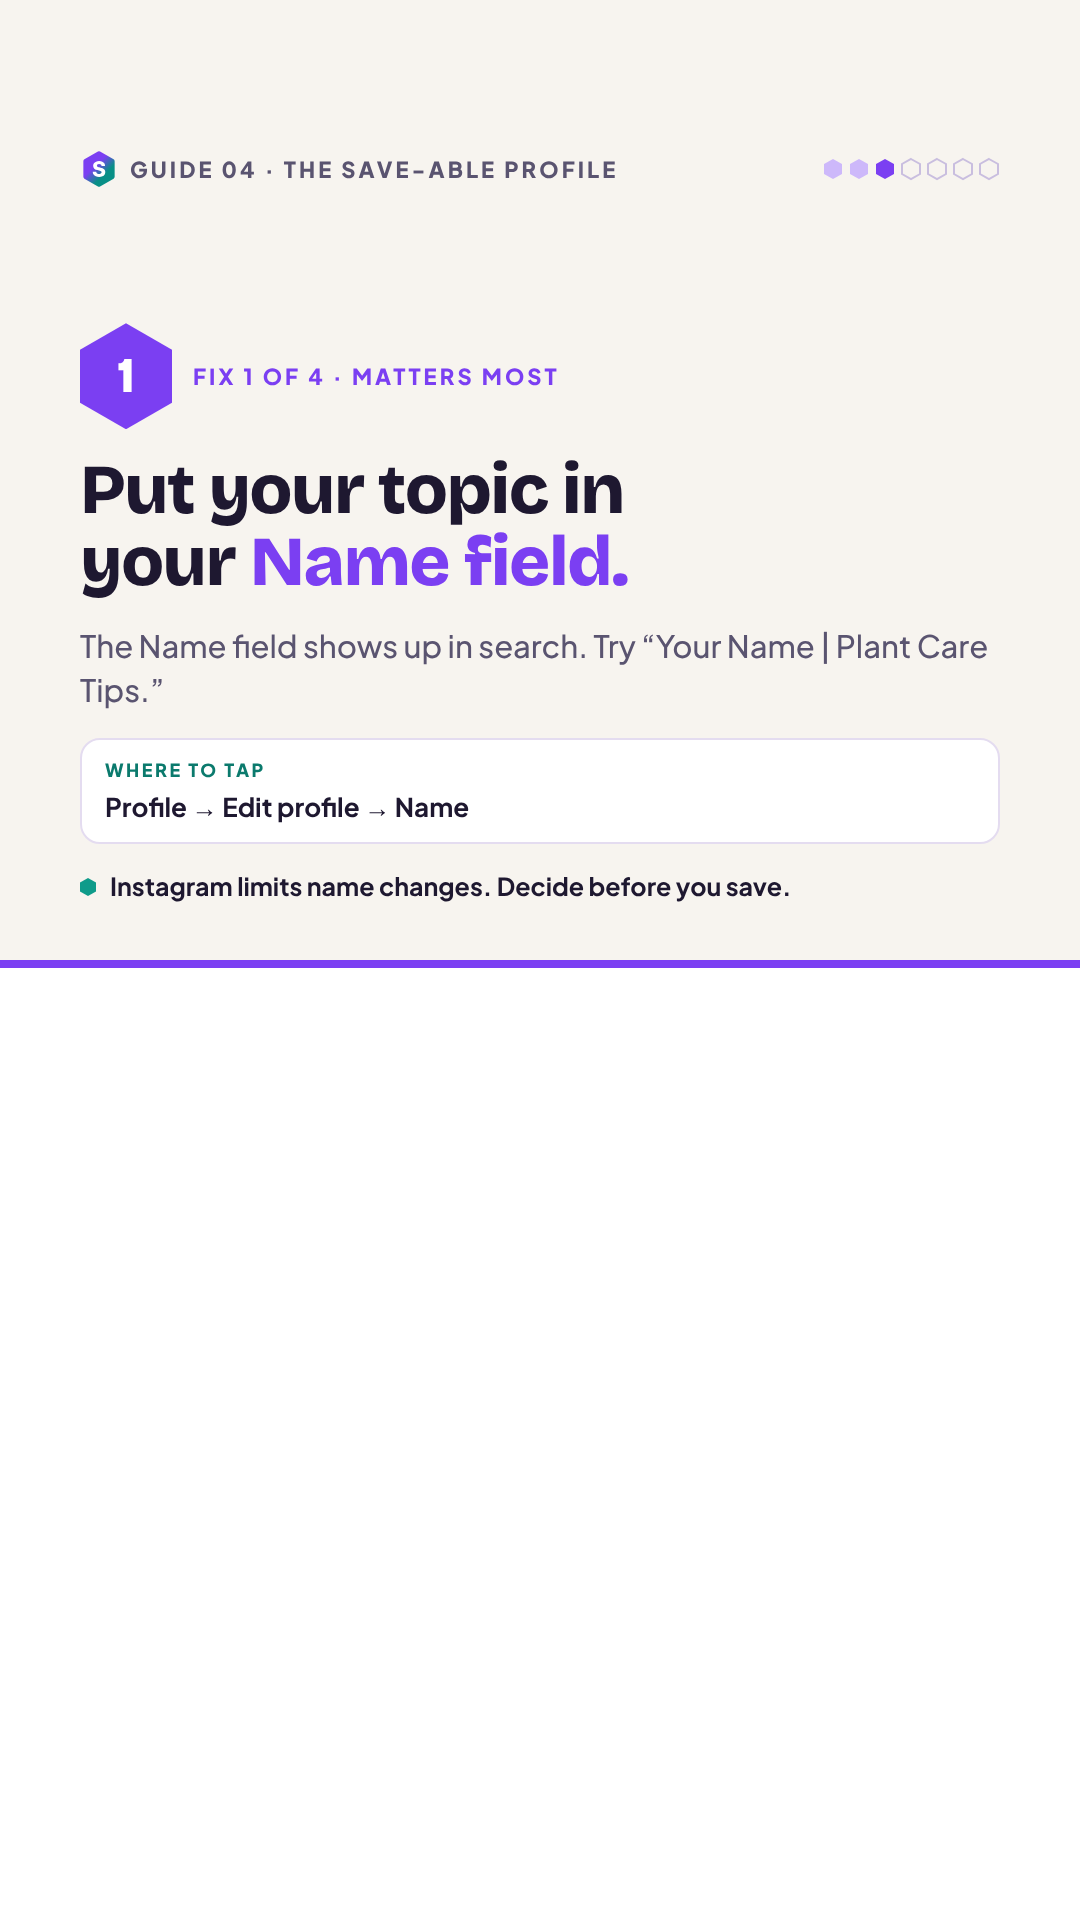 S GUIDE 04 · THE SAVE-ABLE PROFILE
1 FIX 1 OF 4 · MATTERS MOST
Put your topic in
your Name field.
The Name field shows up in search. Try “Your Name | Plant Care
Tips.”
WHERE TO TAP
Profile → Edit profile → Name
Instagram limits name changes. Decide before you save.